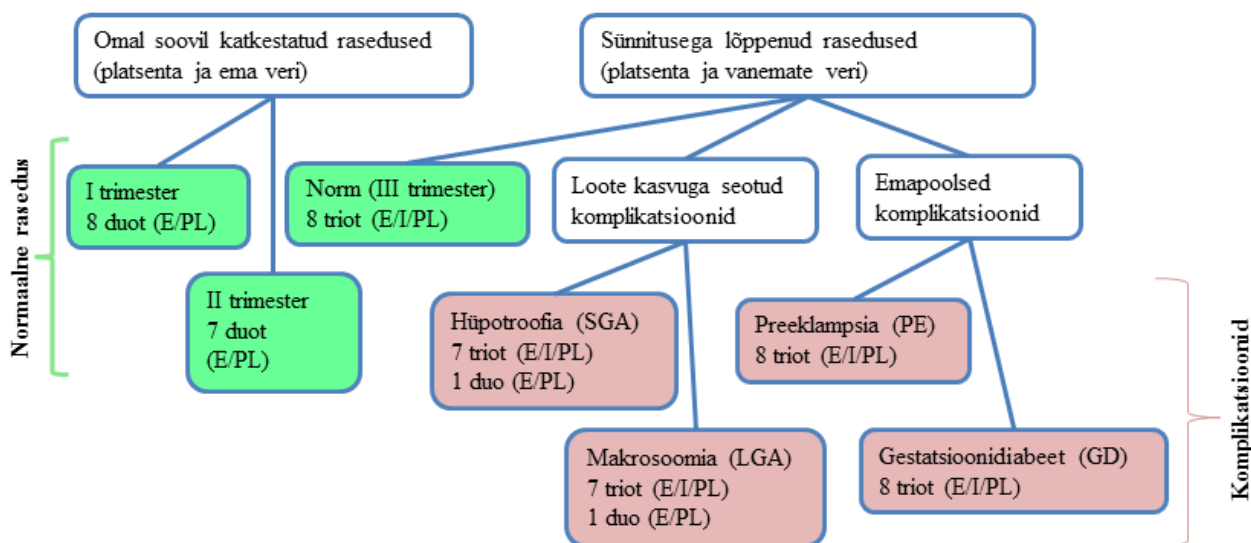 Omal soovil katkestatud rasedused
(platsenta ja ema veri)
Sünnitusega lõppenud rasedused
(platsenta ja vanemate veri)
Normaalne rasedus
I trimester
8 duot (E/PL)
Norm (III trimester)
8 triot (E/I/PL)
Loote kasvuga seotud
komplikatsioonid
Emapoolsed
komplikatsioonid
II trimester
7 duot
(E/PL)
Hüpotroofia (SGA)
7 triot (E/I/PL)
1 duo (E/PL)
Preeklampsia (PE)
8 triot (E/I/PL)
Makrosoomia (LGA)
7 triot (E/I/PL)
1 duo (E/PL)
Gestatsioonidiabeet (GD)
8 triot (E/I/PL)
Komplikatsioonid